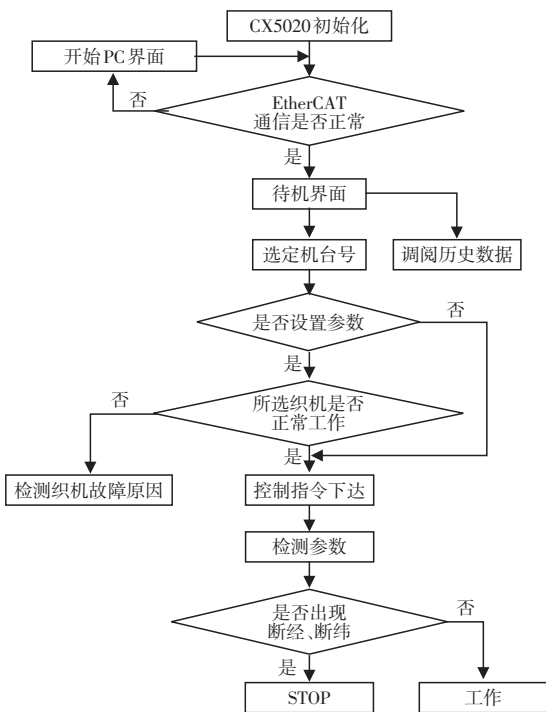 CX5020初始化
开始PC界面
否
EtherCAT
通信是否正常
是
待机界面
选定机台号
调阅历史数据
是否设置参数
否
是
所选织机是否
正常工作
否
是
检测织机故障原因
控制指令下达
检测参数
是否出现
断经、断纬
否
是
STOP
工作